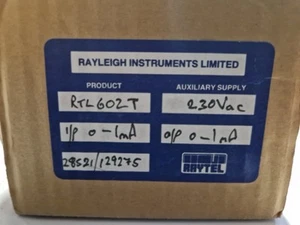 RAYLEIGH INSTRUMENTS LIMITED
PRODUCT AUXILIARY SUPPLY
RTL602T 230Vac
I/P 0-1mA O/P 0-1mA
28521/129275
RAYTEL